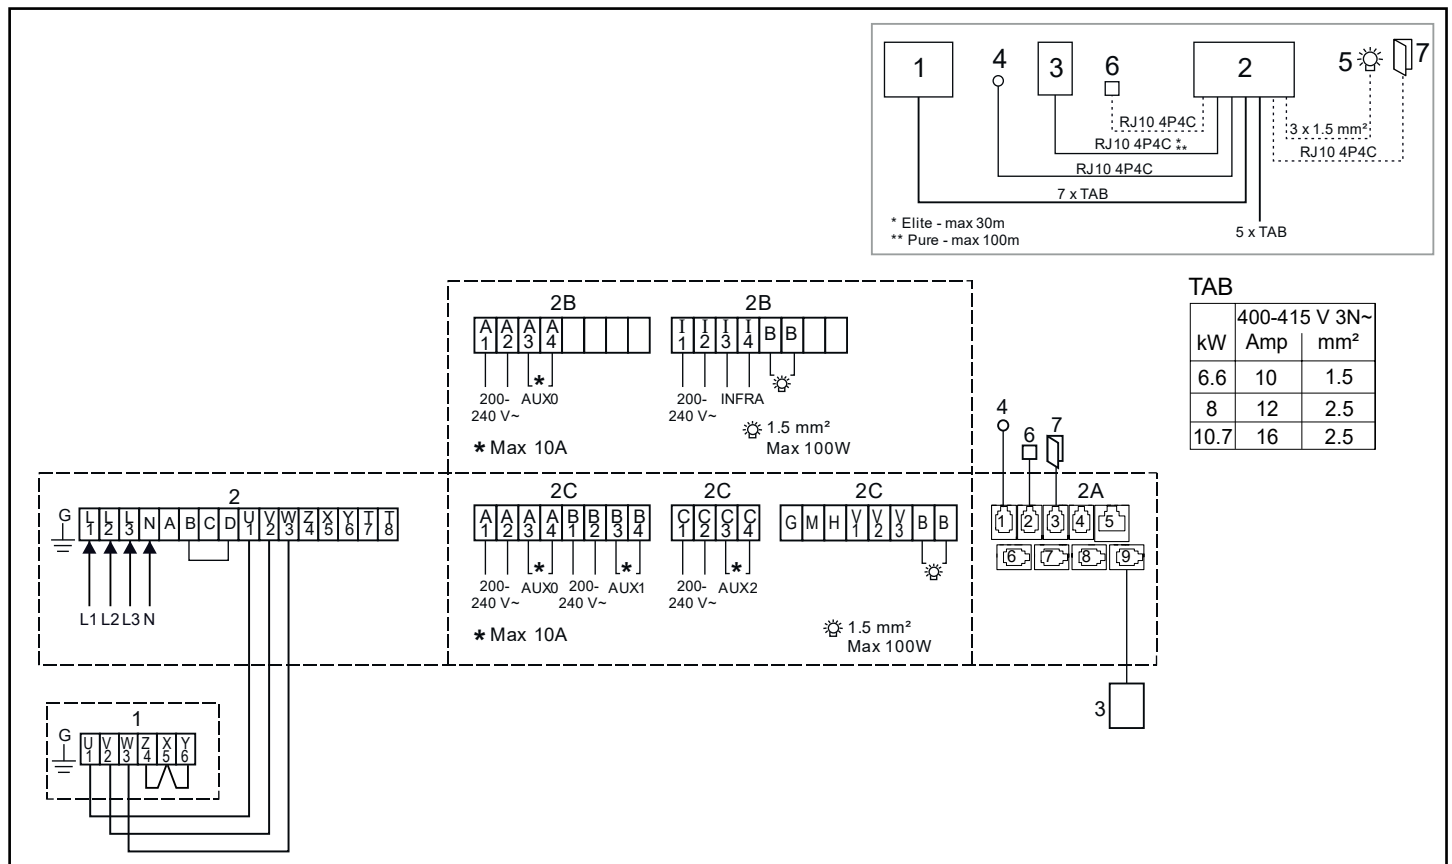 1
4
3
6
2
5
7
RJ10 4P4C
3 x 1.5 mm²
RJ10 4P4C * **
RJ10 4P4C
RJ10 4P4C
7 x TAB
* Elite - max 30m
** Pure - max 100m
5 x TAB
TAB
400-415 V 3N~
kW Amp mm²
6.6 10 1.5
8 12 2.5
10.7 16 2.5
2B
A1 A2 A3 A4
*
200-240 V~
AUX0
* Max 10A
2B
I1 I2 I3 I4 B B
200-240 V~
INFRA
1.5 mm²
Max 100W
2
G L1 L2 L3 N A B C D U1 V2 W3 Z4 X5 Y6 T7 T8
L1 L2 L3 N
2C
A1 A2 A3 A4 B1 B2 B3 B4
* *
200-240 V~
AUX0
200-240 V~
AUX1
* Max 10A
2C
C1 C2 C3 C4
*
200-240 V~
AUX2
2C
G M H V1 V2 V3 B B
1.5 mm²
Max 100W
4
6
7
2A
1 2 3 4 5
6 7 8 9
3
1
G U1 V2 W3 Z4 X5 Y6